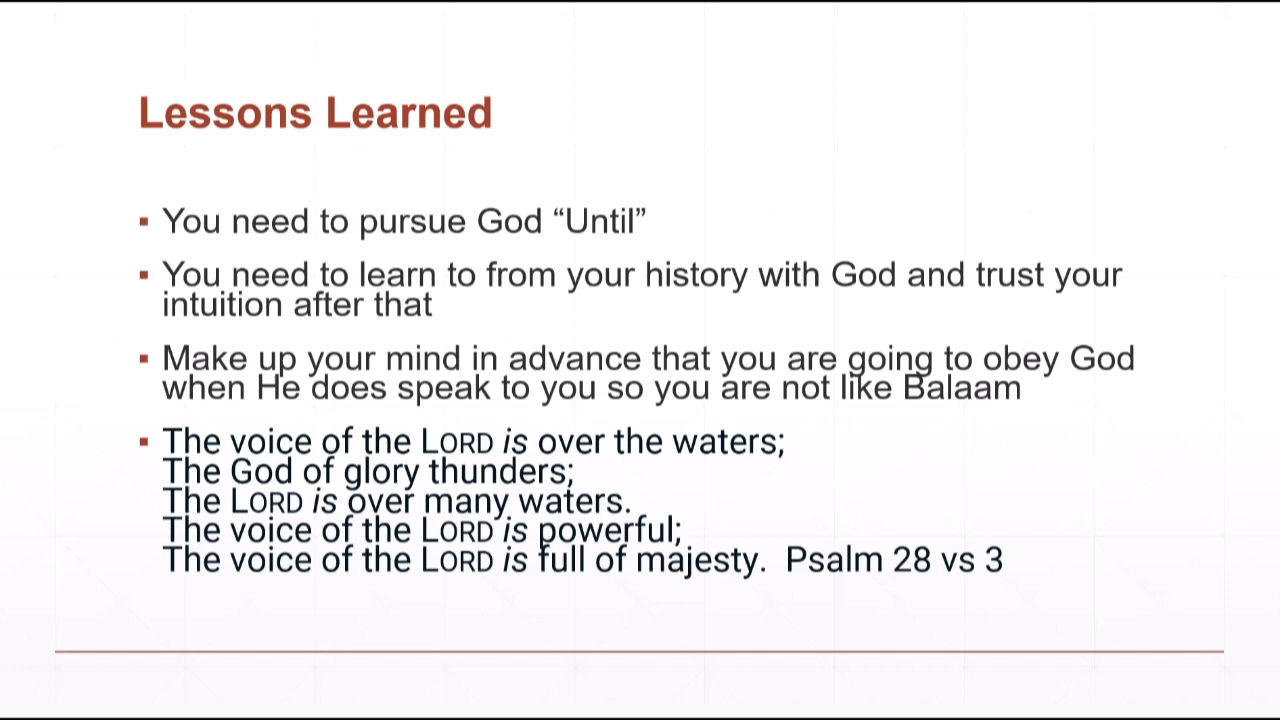 Lessons Learned
▪ You need to pursue God “Until”
▪ You need to learn to from your history with God and trust your
intuition after that
▪ Make up your mind in advance that you are going to obey God
when He does speak to you so you are not like Balaam
▪ The voice of the LORD is over the waters;
The God of glory thunders;
The LORD is over many waters.
The voice of the LORD is powerful;
The voice of the LORD is full of majesty.  Psalm 28 vs 3